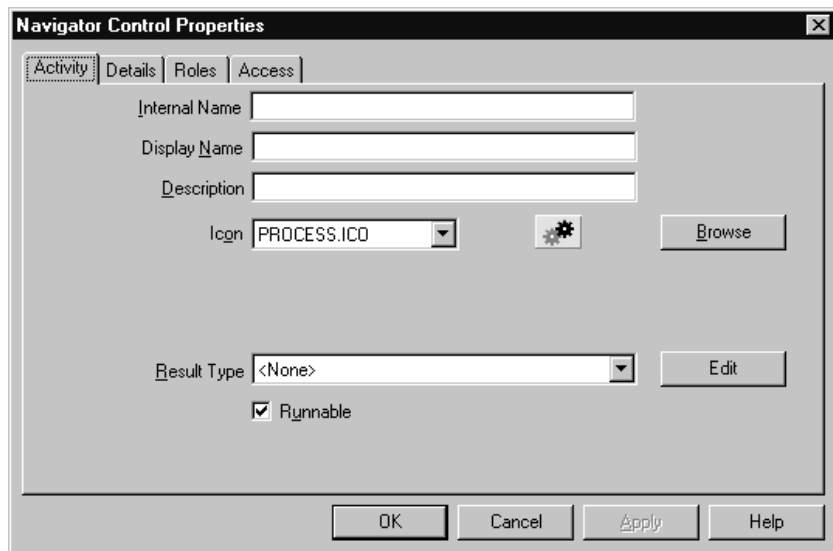 Navigator Control Properties
Activity Details Roles Access
Internal Name
Display Name
Description
Icon PROCESS.ICO Browse
Result Type <None> Edit
Runnable
OK Cancel Apply Help